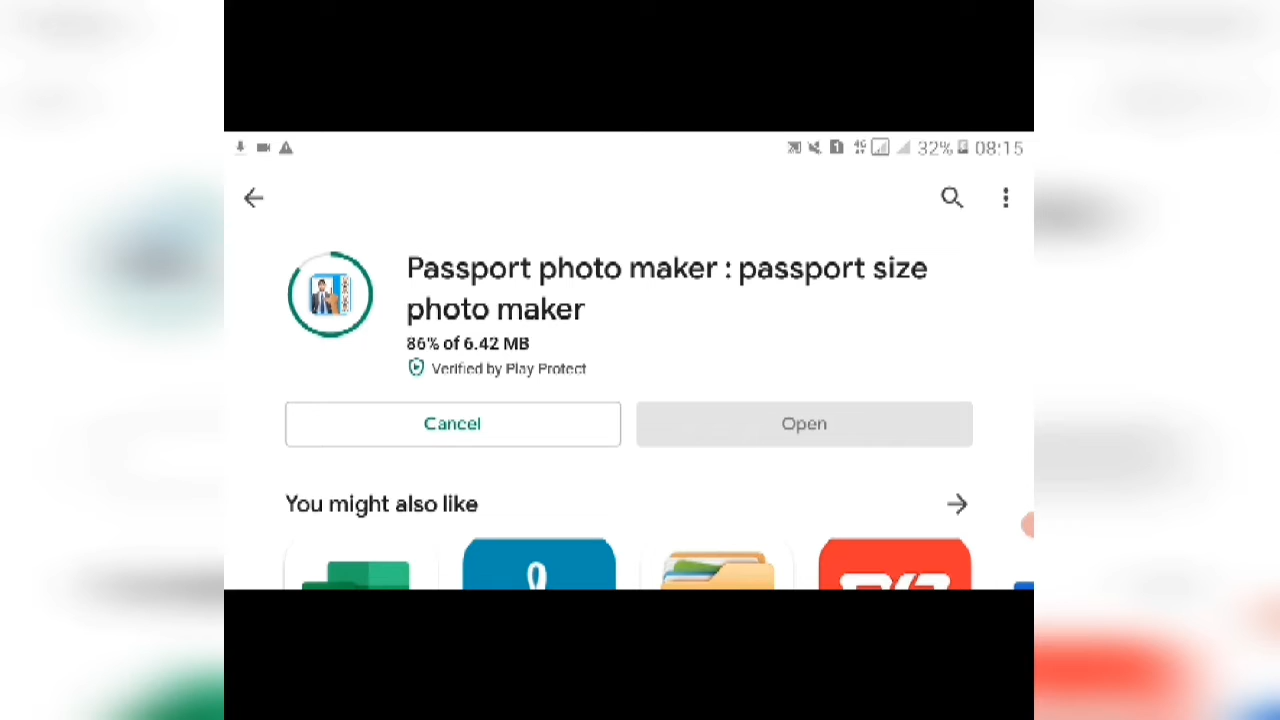 32% 08:15
Passport photo maker : passport size
photo maker
86% of 6.42 MB
Verified by Play Protect
Cancel
Open
You might also like